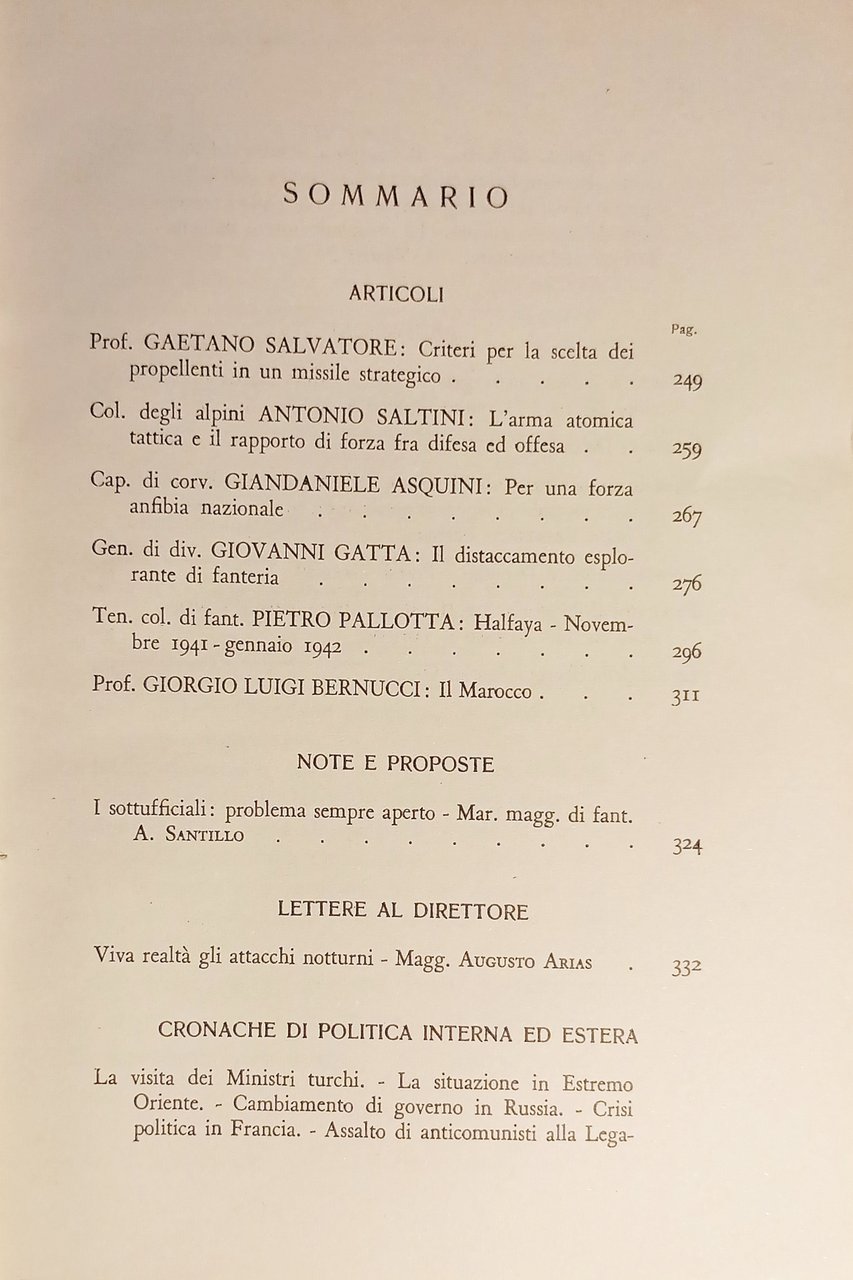 SOMMARIO
ARTICOLI
Pag.
Prof. GAETANO SALVATORE: Criteri per la scelta dei
propellenti in un missile strategico . . . . . 249
Col. degli alpini ANTONIO SALTINI: L'arma atomica
tattica e il rapporto di forza fra difesa ed offesa . . 259
Cap. di corv. GIANDANIELE ASQUINI: Per una forza
anfibia nazionale . . . . . . . . 267
Gen. di div. GIOVANNI GATTA: Il distaccamento esplo-
rante di fanteria . . . . . . . . 276
Ten. col. di fant. PIETRO PALLOTTA: Halfaya - Novem-
bre 1941 - gennaio 1942 . . . . . . . 296
Prof. GIORGIO LUIGI BERNUCCI: Il Marocco . . . 311
NOTE E PROPOSTE
I sottufficiali: problema sempre aperto - Mar. magg. di fant.
A. SANTILLO . . . . . . . . . 324
LETTERE AL DIRETTORE
Viva realtà gli attacchi notturni - Magg. AUGUSTO ARIAS . 332
CRONACHE DI POLITICA INTERNA ED ESTERA
La visita dei Ministri turchi. - La situazione in Estremo
Oriente. - Cambiamento di governo in Russia. - Crisi
politica in Francia. - Assalto di anticomunisti alla Lega-